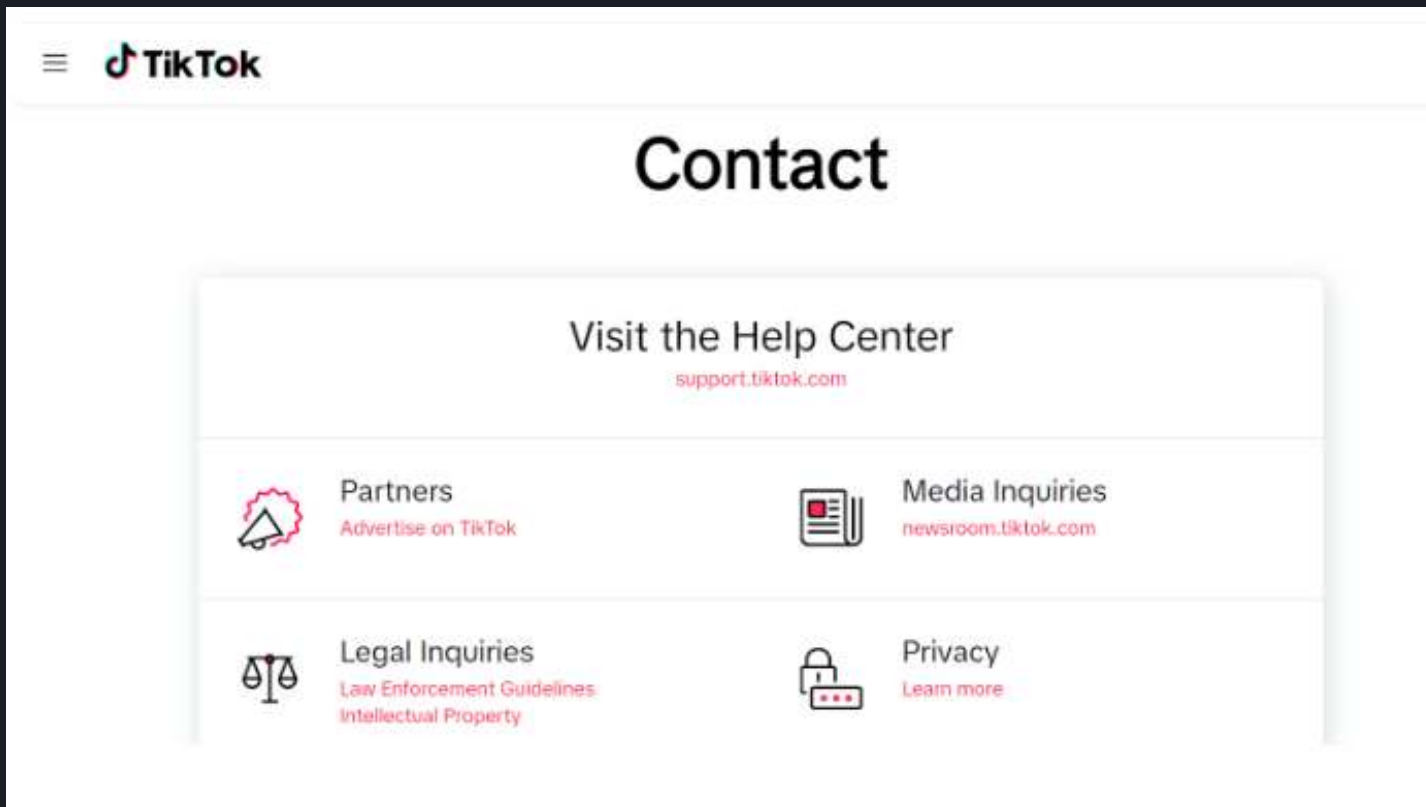 TikTok
Contact
Visit the Help Center
support.tiktok.com
Partners
Advertise on TikTok
Media Inquiries
newsroom.tiktok.com
Legal Inquiries
Law Enforcement Guidelines
Intellectual Property
Privacy
Learn more